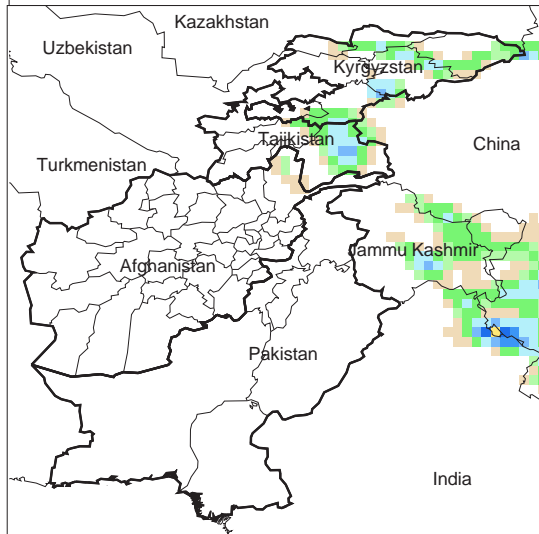 Kazakhstan
Uzbekistan
Kyrgyzstan
Tajikistan
China
Turkmenistan
Jammu Kashmir
Afghanistan
Pakistan
India